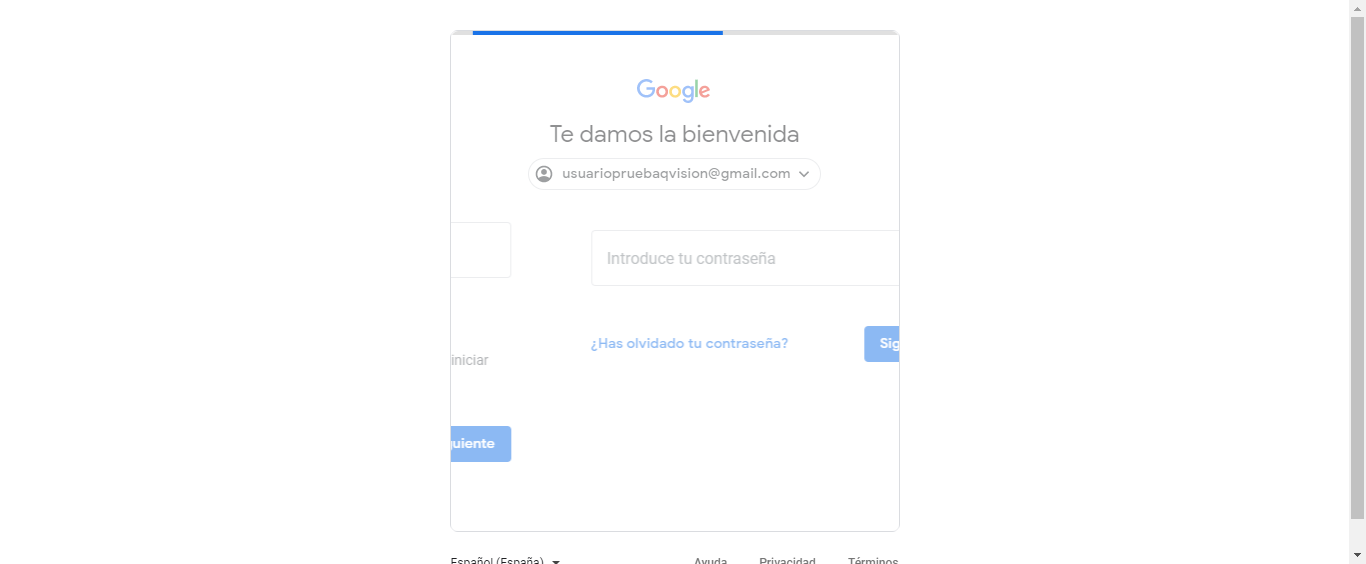 Google
Te damos la bienvenida
usuariopruebaqvision@gmail.com
Introduce tu contraseña
¿Has olvidado tu contraseña?
Sig
iniciar
guiente
Español (España)
Ayuda
Privacidad
Términos